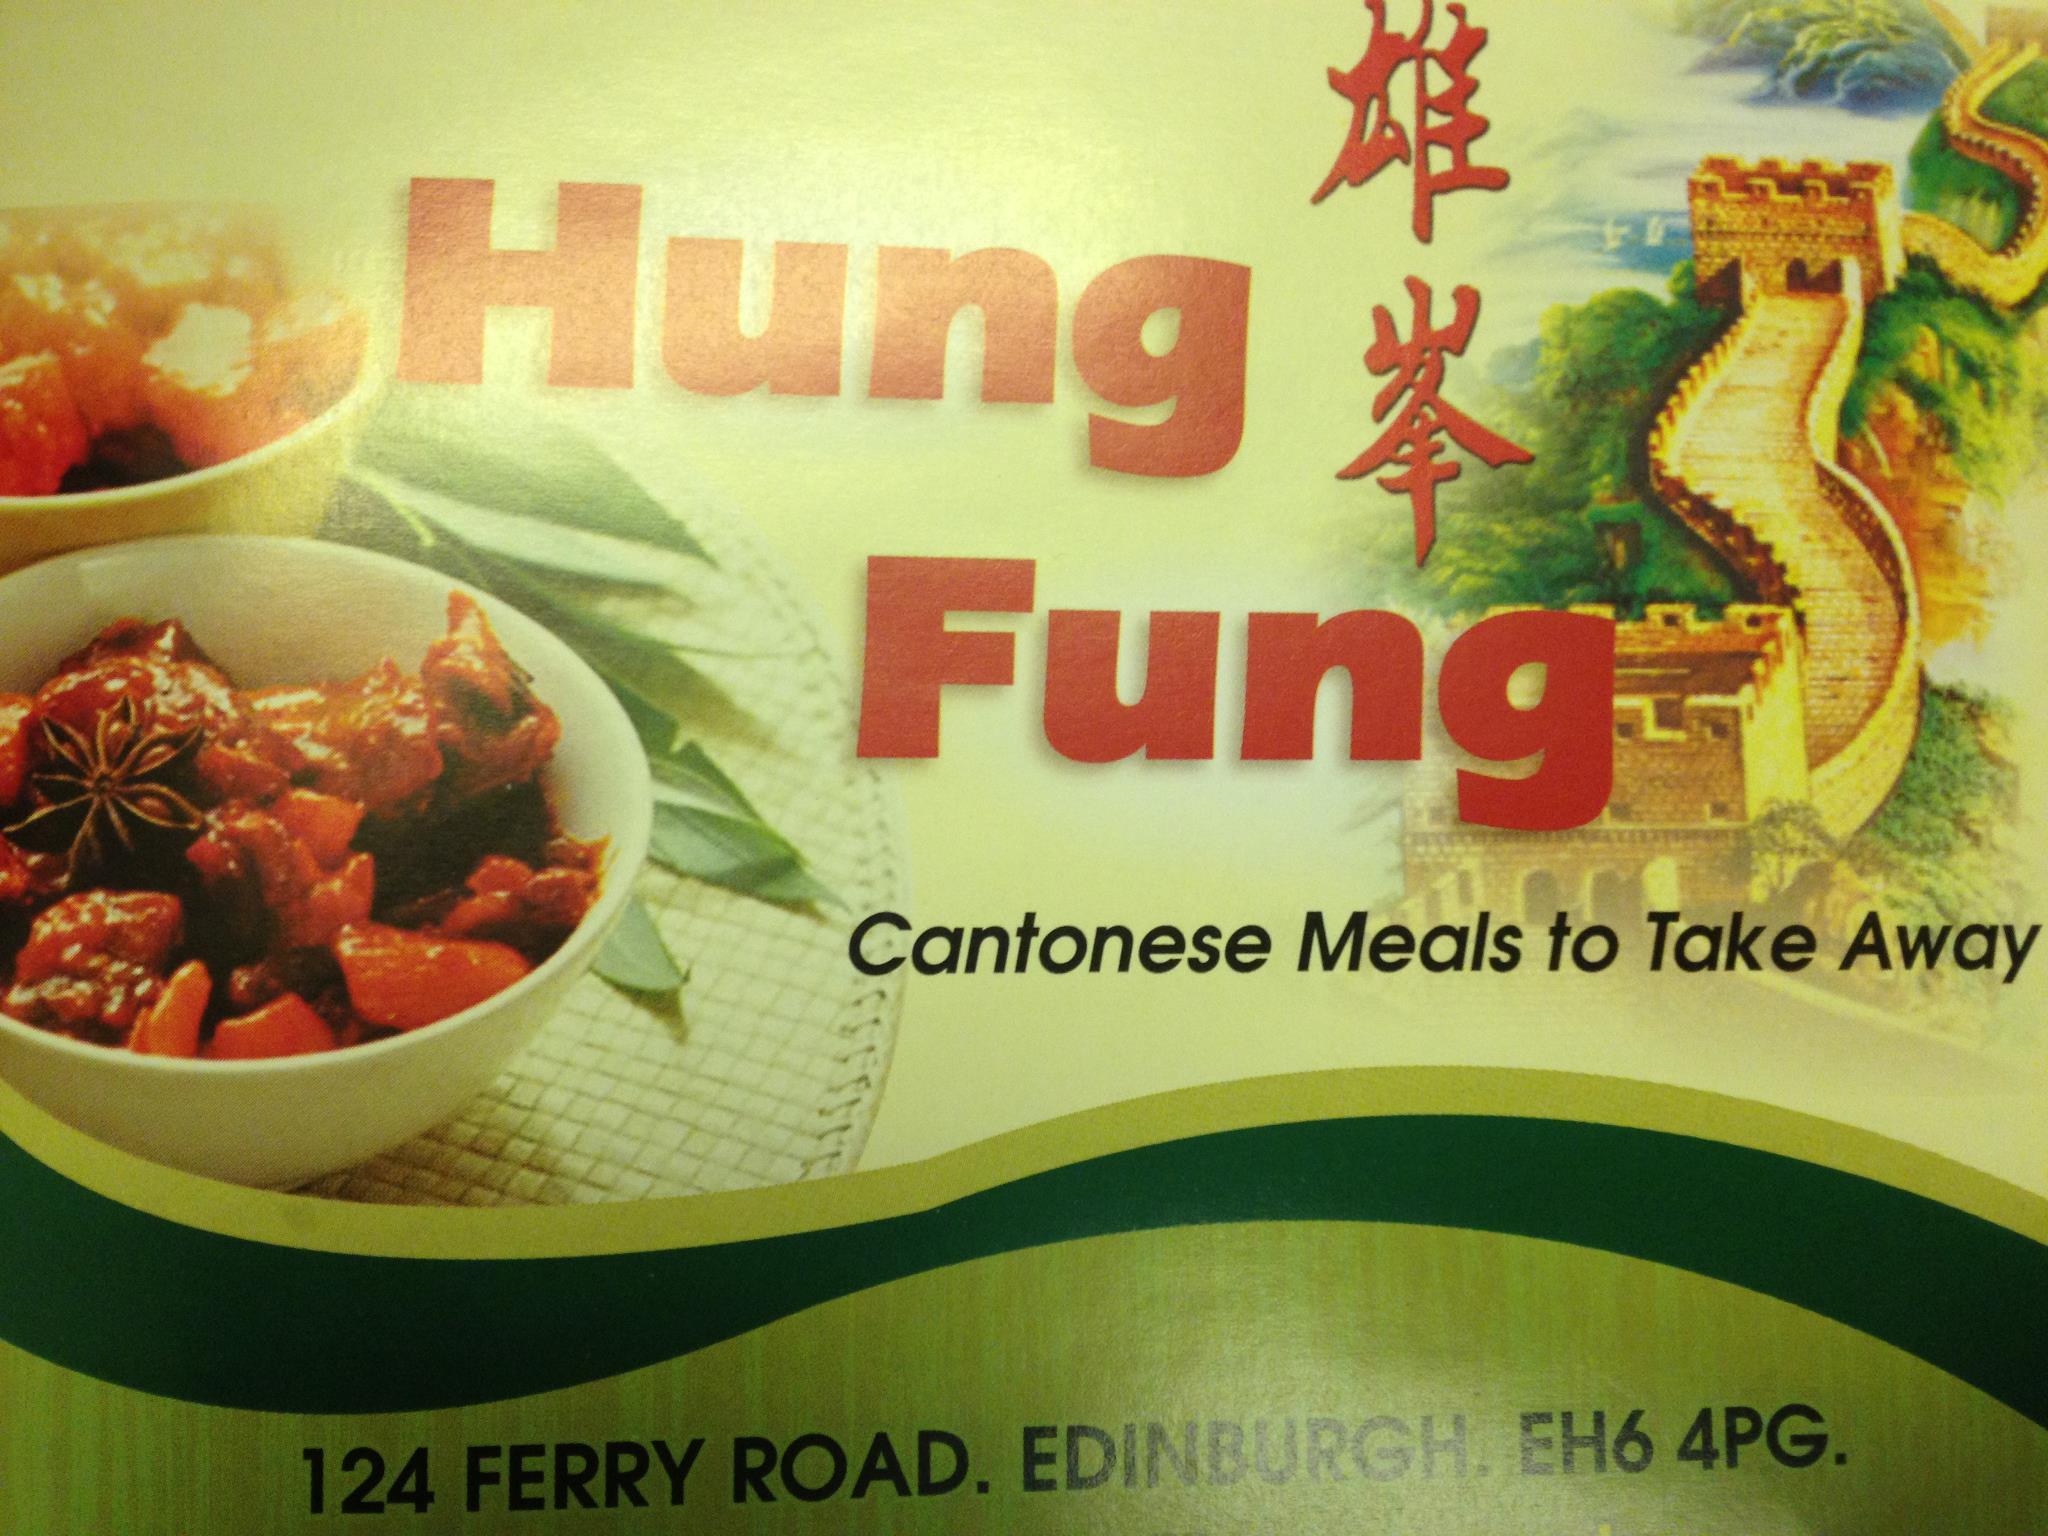 Hung
Fung
雄峯
Cantonese Meals to Take Away
124 FERRY ROAD. EDINBURGH. EH6 4PG.